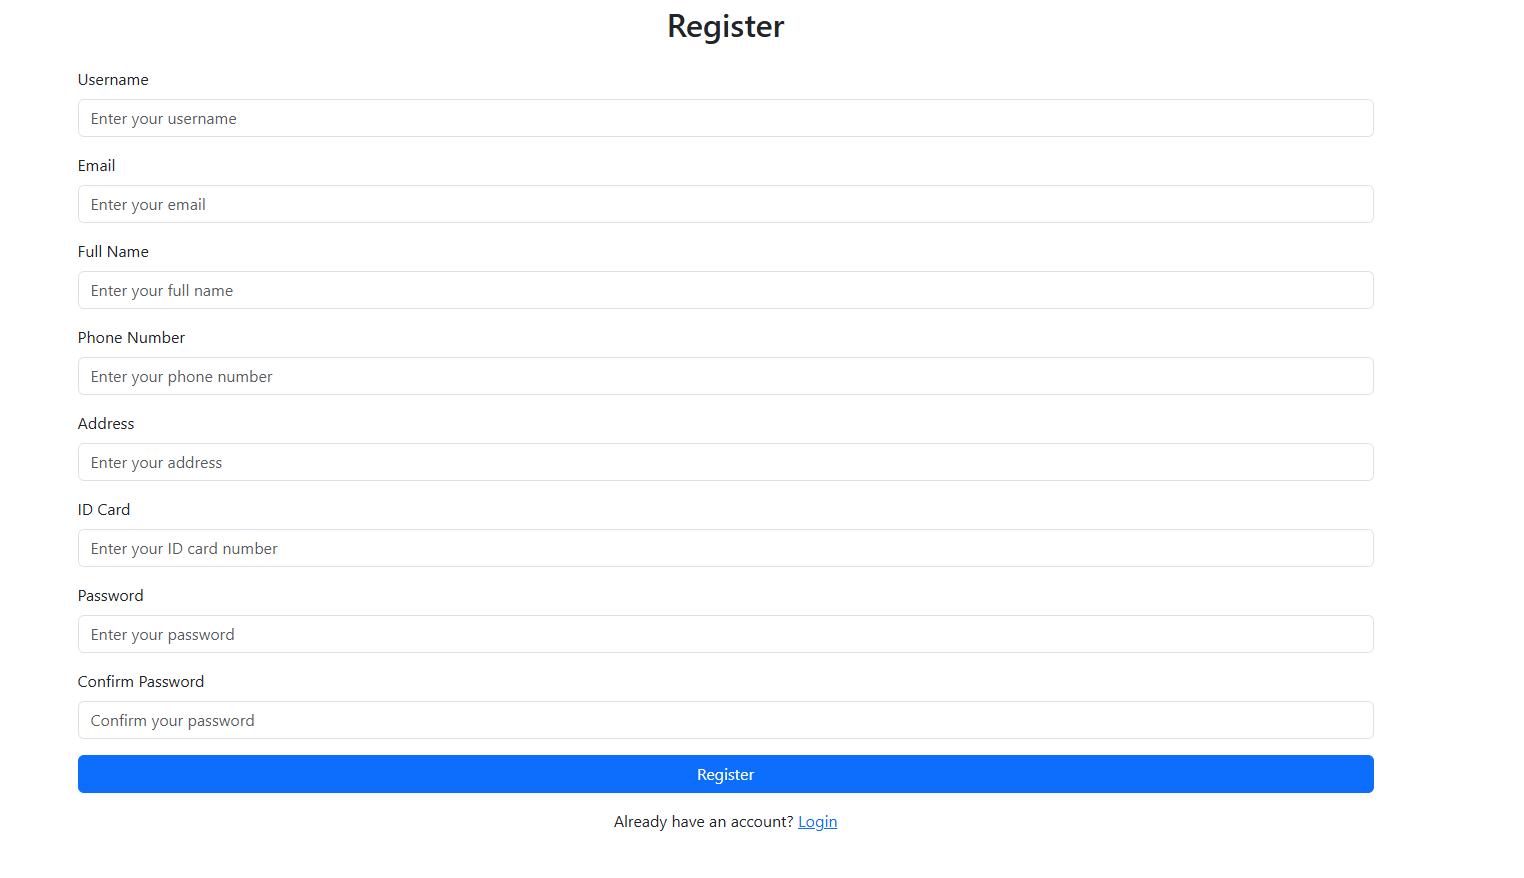 Register
Username
Enter your username
Email
Enter your email
Full Name
Enter your full name
Phone Number
Enter your phone number
Address
Enter your address
ID Card
Enter your ID card number
Password
Enter your password
Confirm Password
Confirm your password
Register
Already have an account? Login